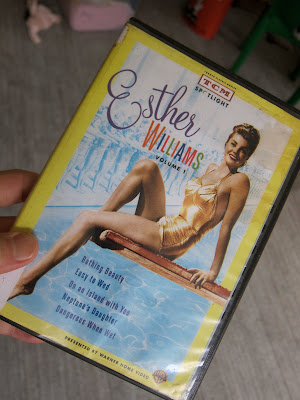 TCM
SPOTLIGHT
Esther
WILLIAMS
VOLUME 1
Bathing Beauty
Easy to Wed
On an Island with You
Neptune's Daughter
Dangerous When Wet
PRESENTED BY WARNER HOME VIDEO